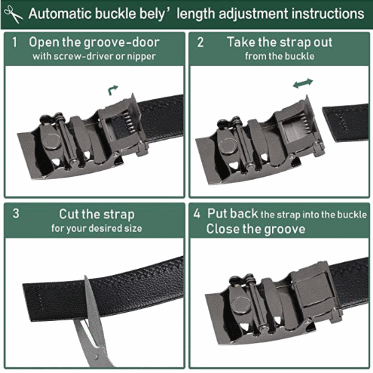 Automatic buckle bely' length adjustment instructions
1 Open the groove-door
with screw-driver or nipper
2 Take the strap out
from the buckle
3 Cut the strap
for your desired size
4 Put back the strap into the buckle
Close the groove